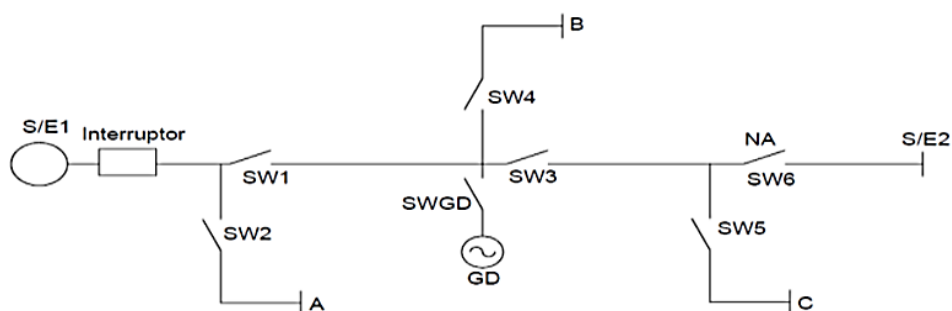 B
SW4
S/E1
Interruptor
NA
S/E2
SW1
SW3
SW6
SWGD
SW2
SW5
GD
A
C